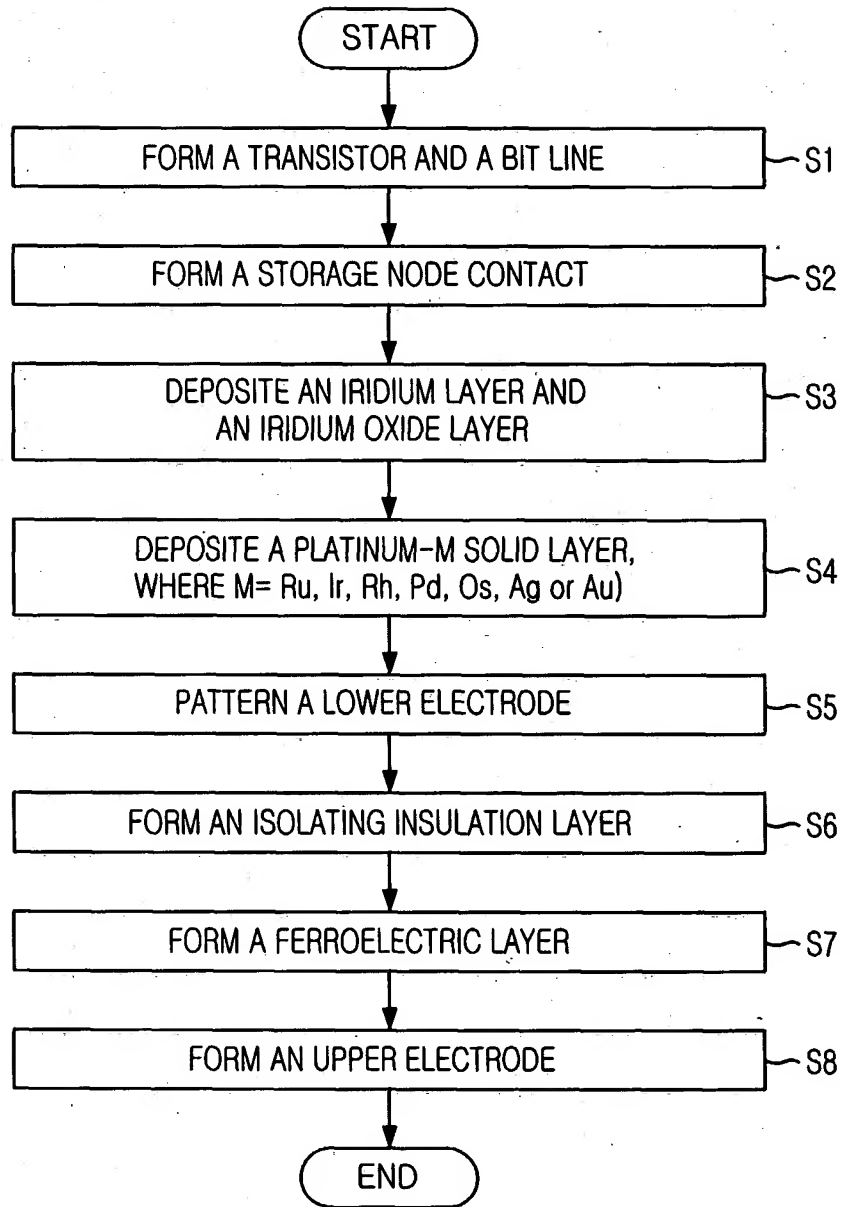 START
FORM A TRANSISTOR AND A BIT LINE
S1
FORM A STORAGE NODE CONTACT
S2
DEPOSITE AN IRIDIUM LAYER AND
AN IRIDIUM OXIDE LAYER
S3
DEPOSITE A PLATINUM-M SOLID LAYER,
WHERE M= Ru, Ir, Rh, Pd, Os, Ag or Au)
S4
PATTERN A LOWER ELECTRODE
S5
FORM AN ISOLATING INSULATION LAYER
S6
FORM A FERROELECTRIC LAYER
S7
FORM AN UPPER ELECTRODE
S8
END